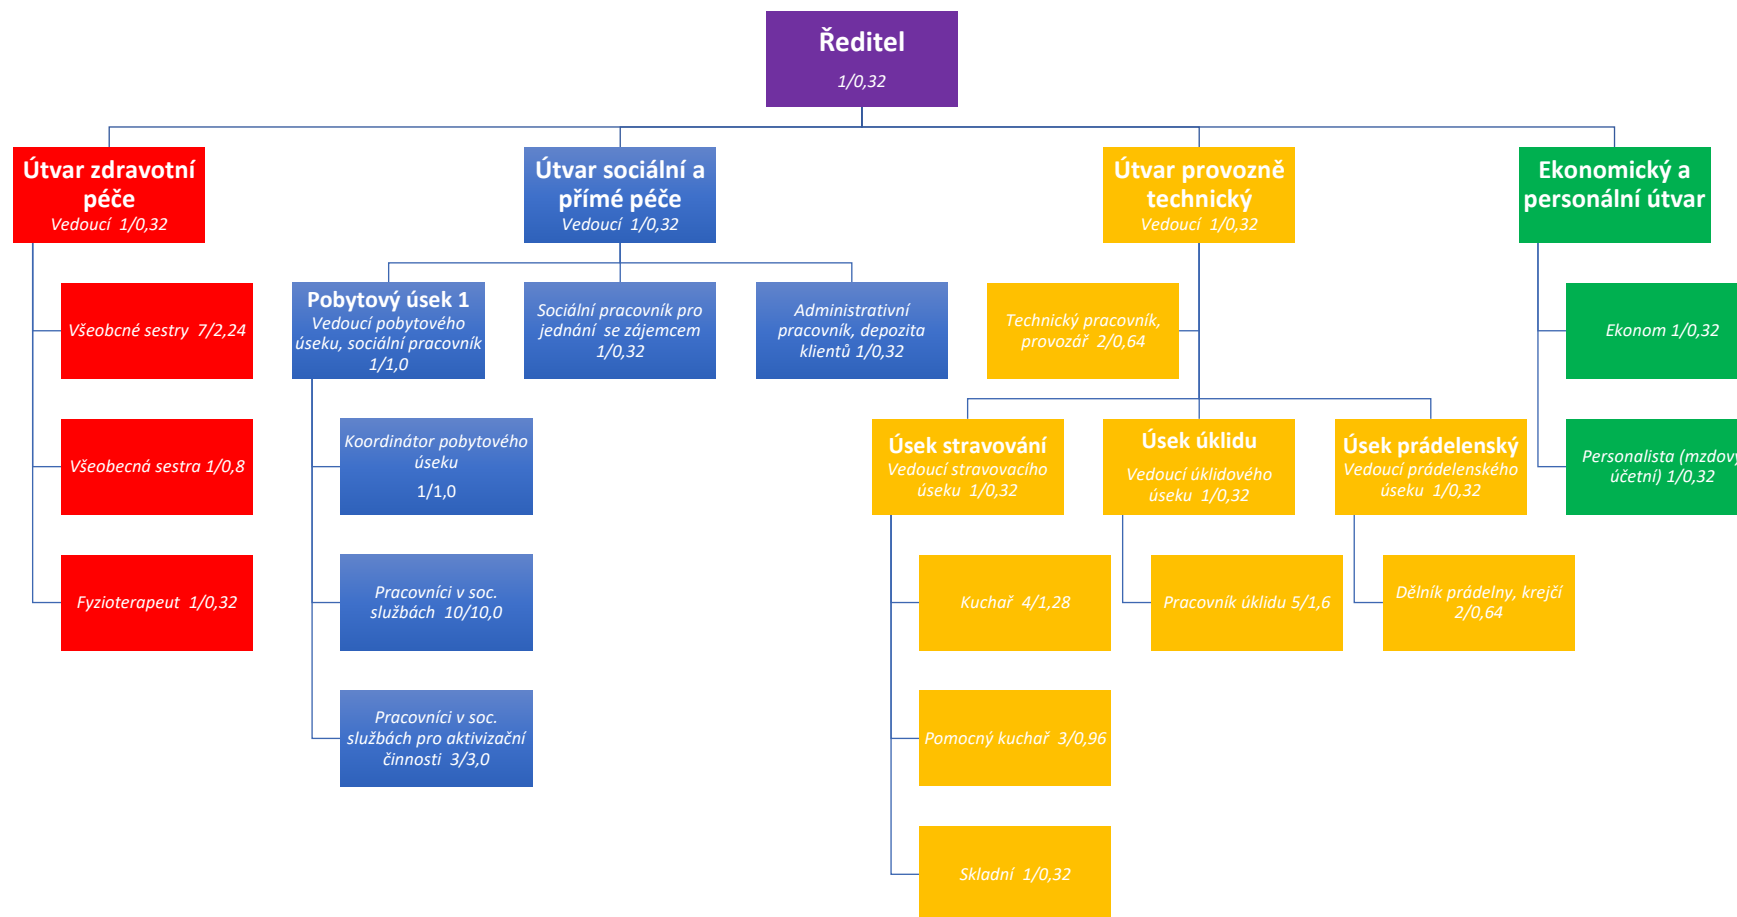 Ředitel
1/0,32
Útvar zdravotní
péče
Vedoucí 1/0,32
Útvar sociální a
přímé péče
Vedoucí 1/0,32
Útvar provozně
technický
Vedoucí 1/0,32
Ekonomický a
personální útvar
Všeobcné sestry 7/2,24
Všeobecná sestra 1/0,8
Fyzioterapeut 1/0,32
Pobytový úsek 1
Vedoucí pobytového
úseku, sociální pracovník
1/1,0
Sociální pracovník pro
jednání se zájemcem
1/0,32
Administrativní
pracovník, depozita
klientů 1/0,32
Koordinátor pobytového
úseku
1/1,0
Pracovníci v soc.
službách 10/10,0
Pracovníci v soc.
službách pro aktivizační
činnosti 3/3,0
Technický pracovník,
provozář 2/0,64
Úsek stravování
Vedoucí stravovacího
úseku 1/0,32
Úsek úklidu
Vedoucí úklidového
úseku 1/0,32
Úsek prádelenský
Vedoucí prádelenského
úseku 1/0,32
Kuchař 4/1,28
Pomocný kuchař 3/0,96
Skladní 1/0,32
Pracovník úklidu 5/1,6
Dělník prádelny, krejčí
2/0,64
Ekonom 1/0,32
Personalista (mzdový
účetní) 1/0,32